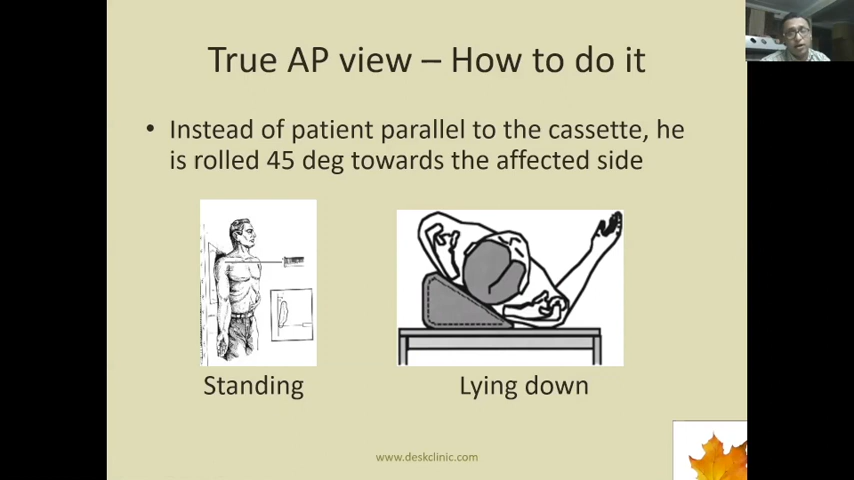 True AP view – How to do it
• Instead of patient parallel to the cassette, he
is rolled 45 deg towards the affected side
Standing
Lying down
www.deskclinic.com